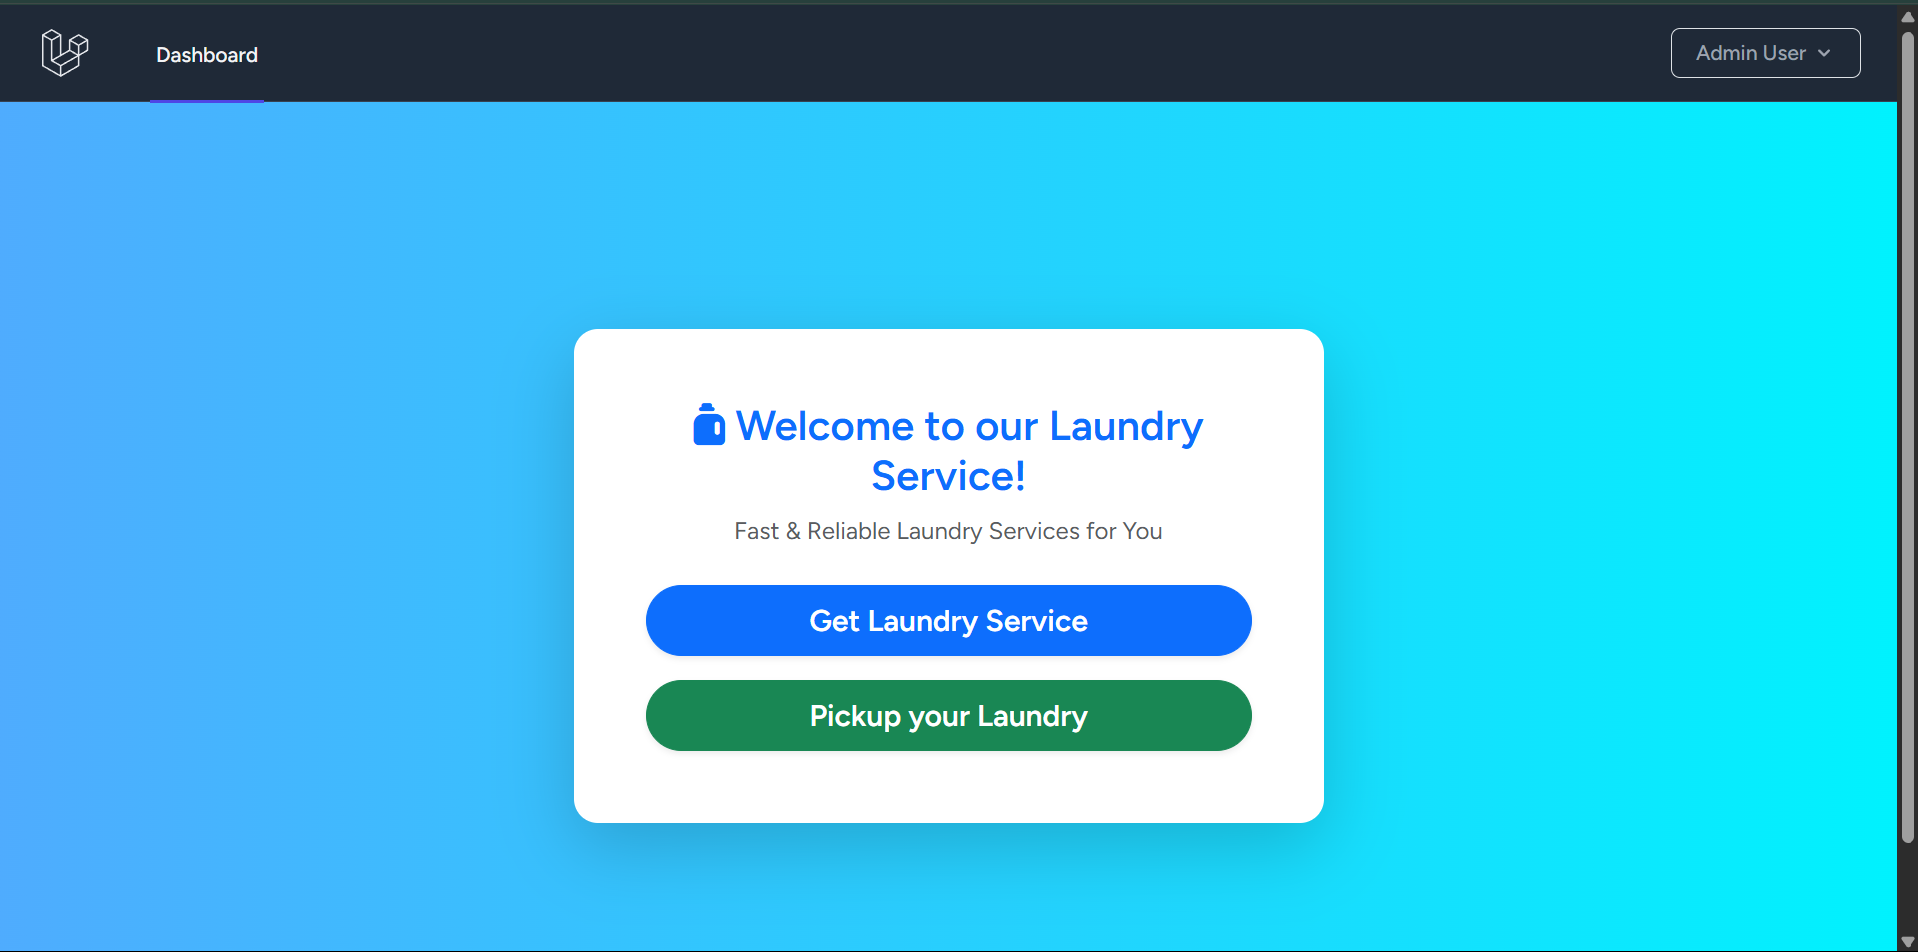 Dashboard
Admin User
Welcome to our Laundry
Service!
Fast & Reliable Laundry Services for You
Get Laundry Service
Pickup your Laundry